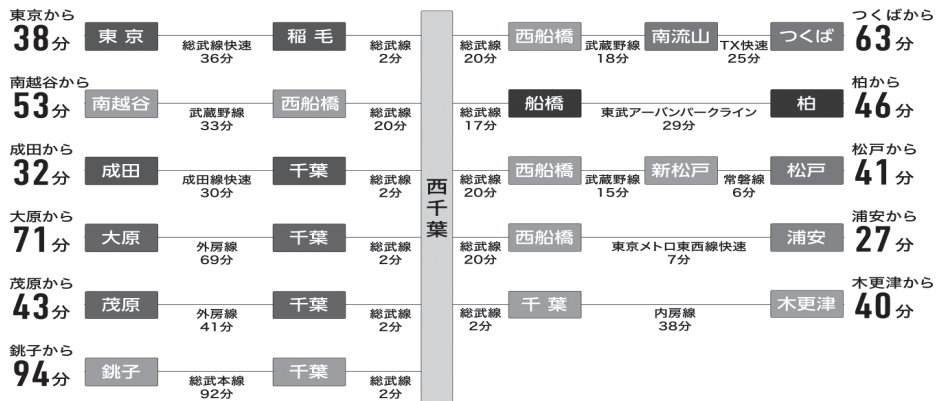 東京から
38分
東京
総武線快速
36分
稲毛
総武線
2分
南越谷から
53分
南越谷
武蔵野線
33分
西船橋
総武線
20分
成田から
32分
成田
成田線快速
30分
千葉
総武線
2分
大原から
71分
大原
外房線
69分
千葉
総武線
2分
茂原から
43分
茂原
外房線
41分
千葉
総武線
2分
銚子から
94分
銚子
総武本線
92分
千葉
総武線
2分
西千葉
総武線
20分
西船橋
武蔵野線
18分
南流山
TX快速
25分
つくば
つくばから
63分
総武線
17分
船橋
東武アーバンパークライン
29分
柏
柏から
46分
総武線
20分
西船橋
武蔵野線
15分
新松戸
常磐線
6分
松戸
松戸から
41分
総武線
20分
西船橋
東京メトロ東西線快速
7分
浦安
浦安から
27分
総武線
2分
千葉
内房線
38分
木更津
木更津から
40分